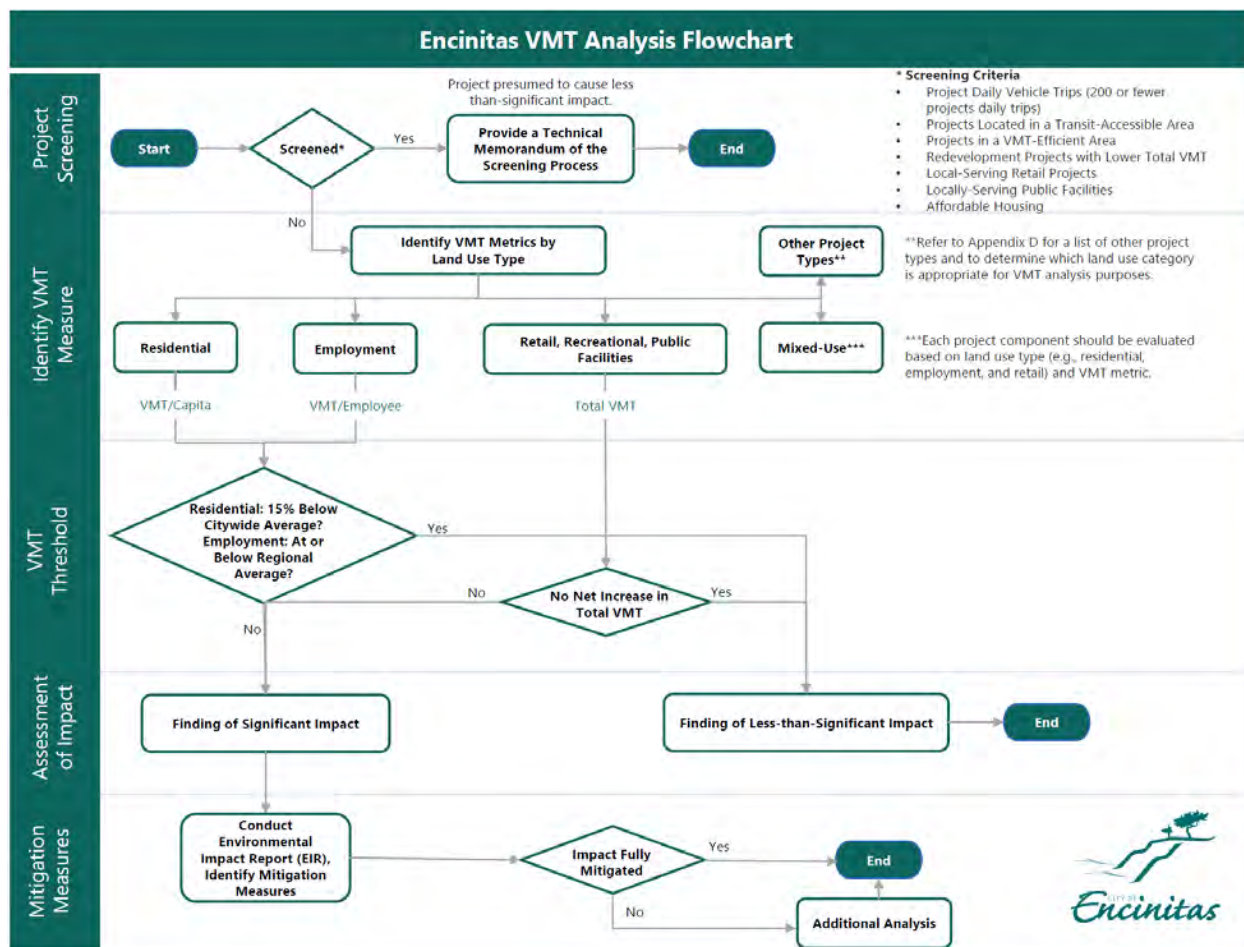 Encinitas VMT Analysis Flowchart
Project
Screening
Project presumed to cause less
than-significant impact.
Start
Screened*
Yes
Provide a Technical
Memorandum of the
Screening Process
End
No
* Screening Criteria
• Project Daily Vehicle Trips (200 or fewer
projects daily trips)
• Projects Located in a Transit-Accessible Area
• Projects in a VMT-Efficient Area
• Redevelopment Projects with Lower Total VMT
• Local-Serving Retail Projects
• Locally-Serving Public Facilities
• Affordable Housing
Identify VMT
Measure
Identify VMT Metrics by
Land Use Type
Other Project
Types**
**Refer to Appendix D for a list of other project
types and to determine which land use category
is appropriate for VMT analysis purposes.
Residential
Employment
Retail, Recreational, Public
Facilities
Mixed-Use***
***Each project component should be evaluated
based on land use type (e.g., residential,
employment, and retail) and VMT metric.
VMT/Capita
VMT/Employee
Total VMT
VMT
Threshold
Residential: 15% Below
Citywide Average?
Employment: At or
Below Regional
Average?
Yes
No
No
No Net Increase in
Total VMT
Yes
Assessment
of Impact
Finding of Significant Impact
Finding of Less-than-Significant Impact
End
Mitigation
Measures
Conduct
Environmental
Impact Report (EIR),
Identify Mitigation
Measures
Impact Fully
Mitigated
Yes
End
No
Additional Analysis
CITY OF
Encinitas